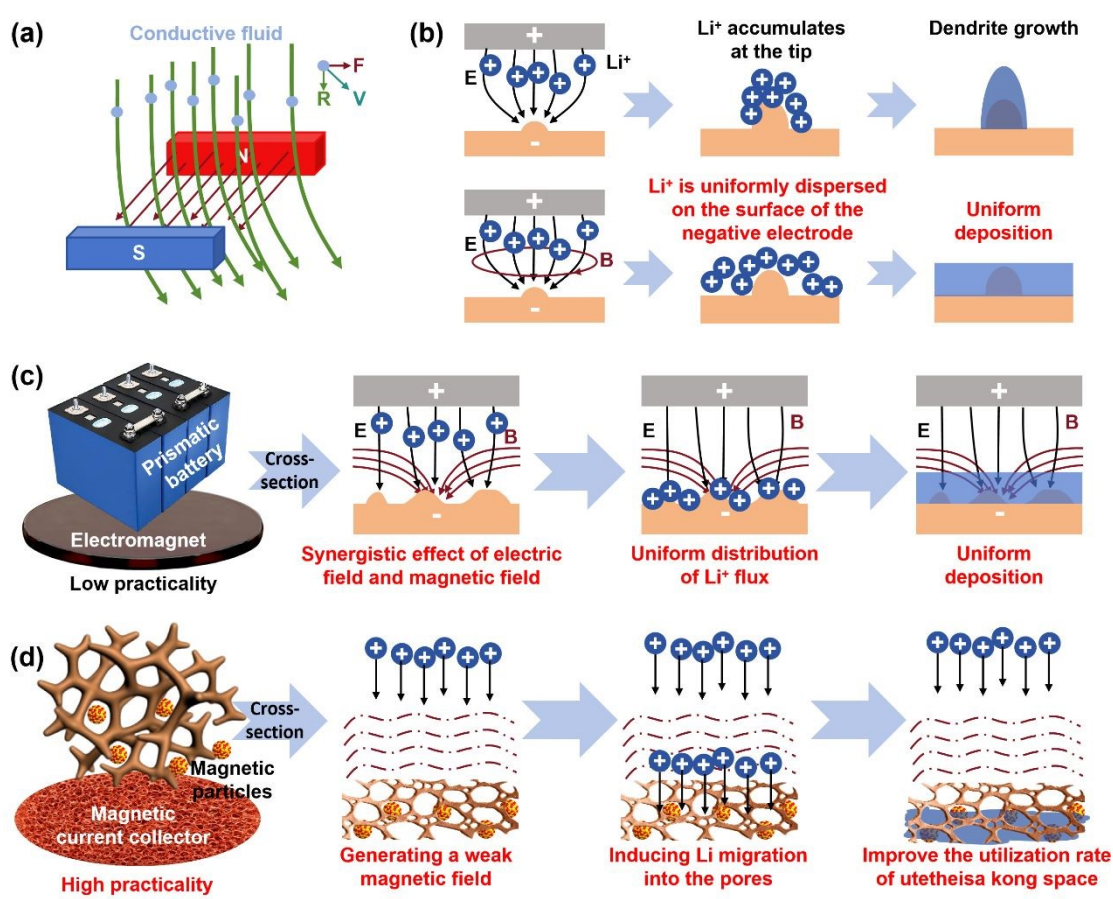 (a)
Conductive fluid
F
R
V
N
S
(b)
+
E
Li⁺
-
Li⁺ accumulates
at the tip
Dendrite growth
+
E
B
-
Li⁺ is uniformly dispersed
on the surface of the
negative electrode
Uniform
deposition
(c)
Prismatic
battery
Electromagnet
Low practicality
Cross-
section
+
E
B
-
Synergistic effect of electric
field and magnetic field
+
E
B
-
Uniform distribution
of Li⁺ flux
+
E
B
-
Uniform
deposition
(d)
Magnetic
particles
Magnetic
current collector
High practicality
Cross-
section
Generating a weak
magnetic field
Inducing Li migration
into the pores
Improve the utilization rate
of utetheisa kong space